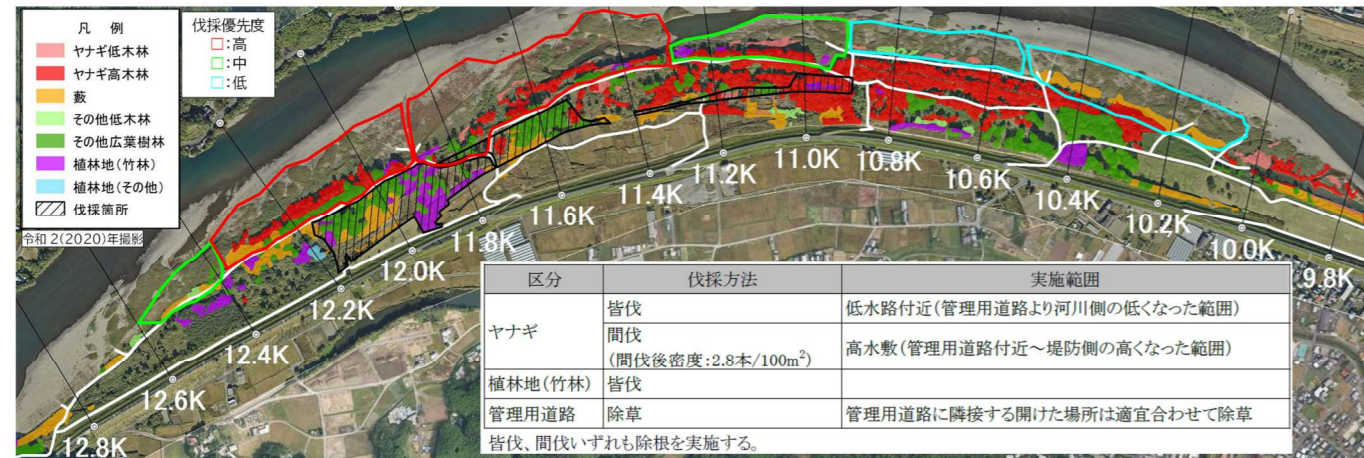 凡 例
ヤナギ低木林
ヤナギ高木林
藪
その他低木林
その他広葉樹林
植林地(竹林)
植林地(その他)
伐採箇所
令和2(2020)年撮影
伐採優先度
□:高
□:中
□:低
12.8K
12.6K
12.4K
12.2K
12.0K
11.8K
11.6K
11.4K
11.2K
11.0K
10.8K
10.6K
10.4K
10.2K
10.0K
9.8K
区分 伐採方法 実施範囲
ヤナギ 皆伐 低水路付近(管理用道路より河川側の低くなった範囲)
間伐
(間伐後密度:2.8本/100m²) 高水敷(管理用道路付近~堤防側の高くなった範囲)
植林地(竹林) 皆伐
管理用道路 除草 管理用道路に隣接する開けた場所は適宜合わせて除草
皆伐、間伐いずれも除根を実施する。